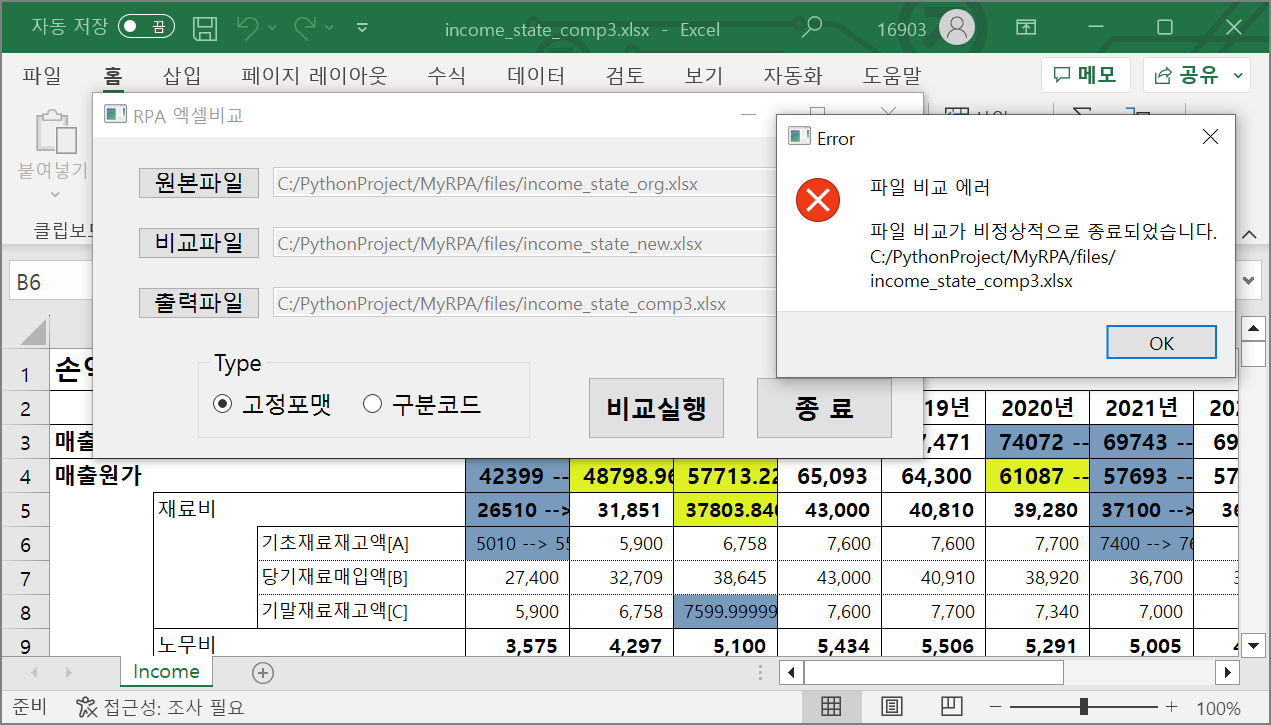 자동 저장 끔 income_state_comp3.xlsx - Excel 16903
파일 홈 삽입 페이지 레이아웃 수식 데이터 검토 보기 자동화 도움말 메모 공유
붙여넣기
클립보드
RPA 엑셀비교
원본파일 C:/PythonProject/MyRPA/files/income_state_org.xlsx
비교파일 C:/PythonProject/MyRPA/files/income_state_new.xlsx
출력파일 C:/PythonProject/MyRPA/files/income_state_comp3.xlsx
Type
고정포맷 구분코드
비교실행 종 료
Error
파일 비교 에러
파일 비교가 비정상적으로 종료되었습니다.
C:/PythonProject/MyRPA/files/
income_state_comp3.xlsx
OK
B6
1
2 19년 2020년 2021년 20
3 매출 ,471 74072 -- 69743 -- 69
4 매출원가 42399 -- 48798.96 57713.22 65,093 64,300 61087 -- 57693 -- 57
5 재료비 26510 --> 31,851 37803.840 43,000 40,810 39,280 37100 -->
6 기초재료재고액[A] 5010 --> 55 5,900 6,758 7,600 7,600 7,700 7400 --> 76
7 당기재료매입액[B] 27,400 32,709 38,645 43,000 40,910 38,920 36,700
8 기말재료재고액[C] 5,900 6,758 7599.99999 7,600 7,700 7,340 7,000
9 노무비 3,575 4,297 5,100 5,434 5,506 5,291 5,005
Income
준비 접근성: 조사 필요 100%